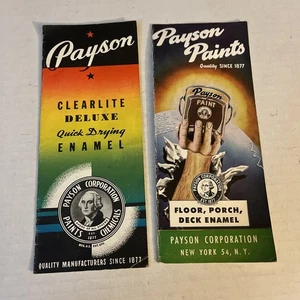 Payson
CLEARLITE
DELUXE
Quick Drying
ENAMEL
PAYSON CORPORATION
PAINTS CHEMICALS
QUALITY MANUFACTURERS SINCE 1877
Payson
Paints
Quality SINCE 1877
Payson
PAINT
FLOOR, PORCH,
DECK ENAMEL
PAYSON CORPORATION
NEW YORK 54, N.Y.